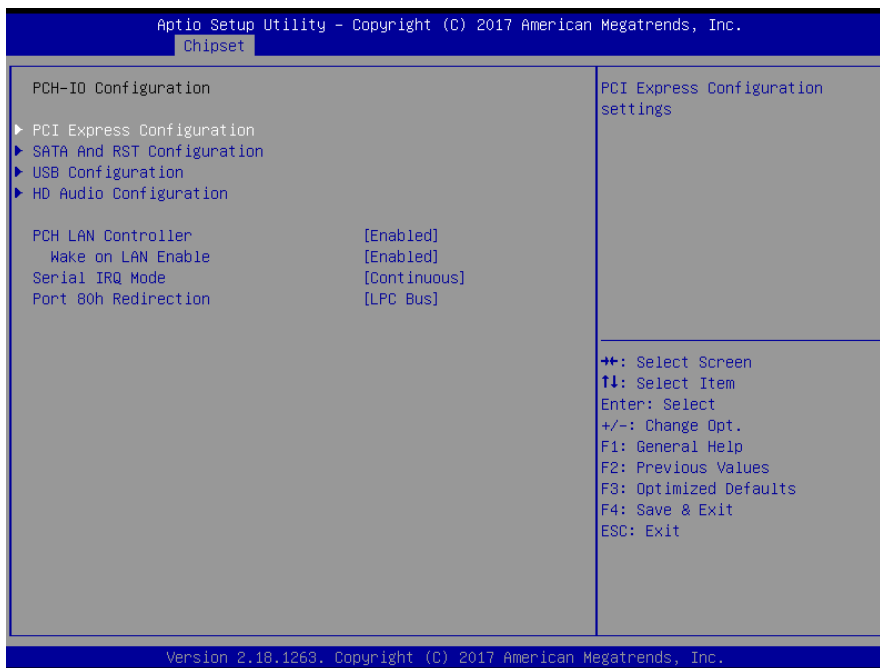 Aptio Setup Utility – Copyright (C) 2017 American Megatrends, Inc.
Chipset
PCH-IO Configuration
PCI Express Configuration
SATA And RST Configuration
USB Configuration
HD Audio Configuration
PCH LAN Controller [Enabled]
Wake on LAN Enable [Enabled]
Serial IRQ Mode [Continuous]
Port 80h Redirection [LPC Bus]
PCI Express Configuration
settings
→←: Select Screen
↑↓: Select Item
Enter: Select
+/-: Change Opt.
F1: General Help
F2: Previous Values
F3: Optimized Defaults
F4: Save & Exit
ESC: Exit
Version 2.18.1263. Copyright (C) 2017 American Megatrends, Inc.